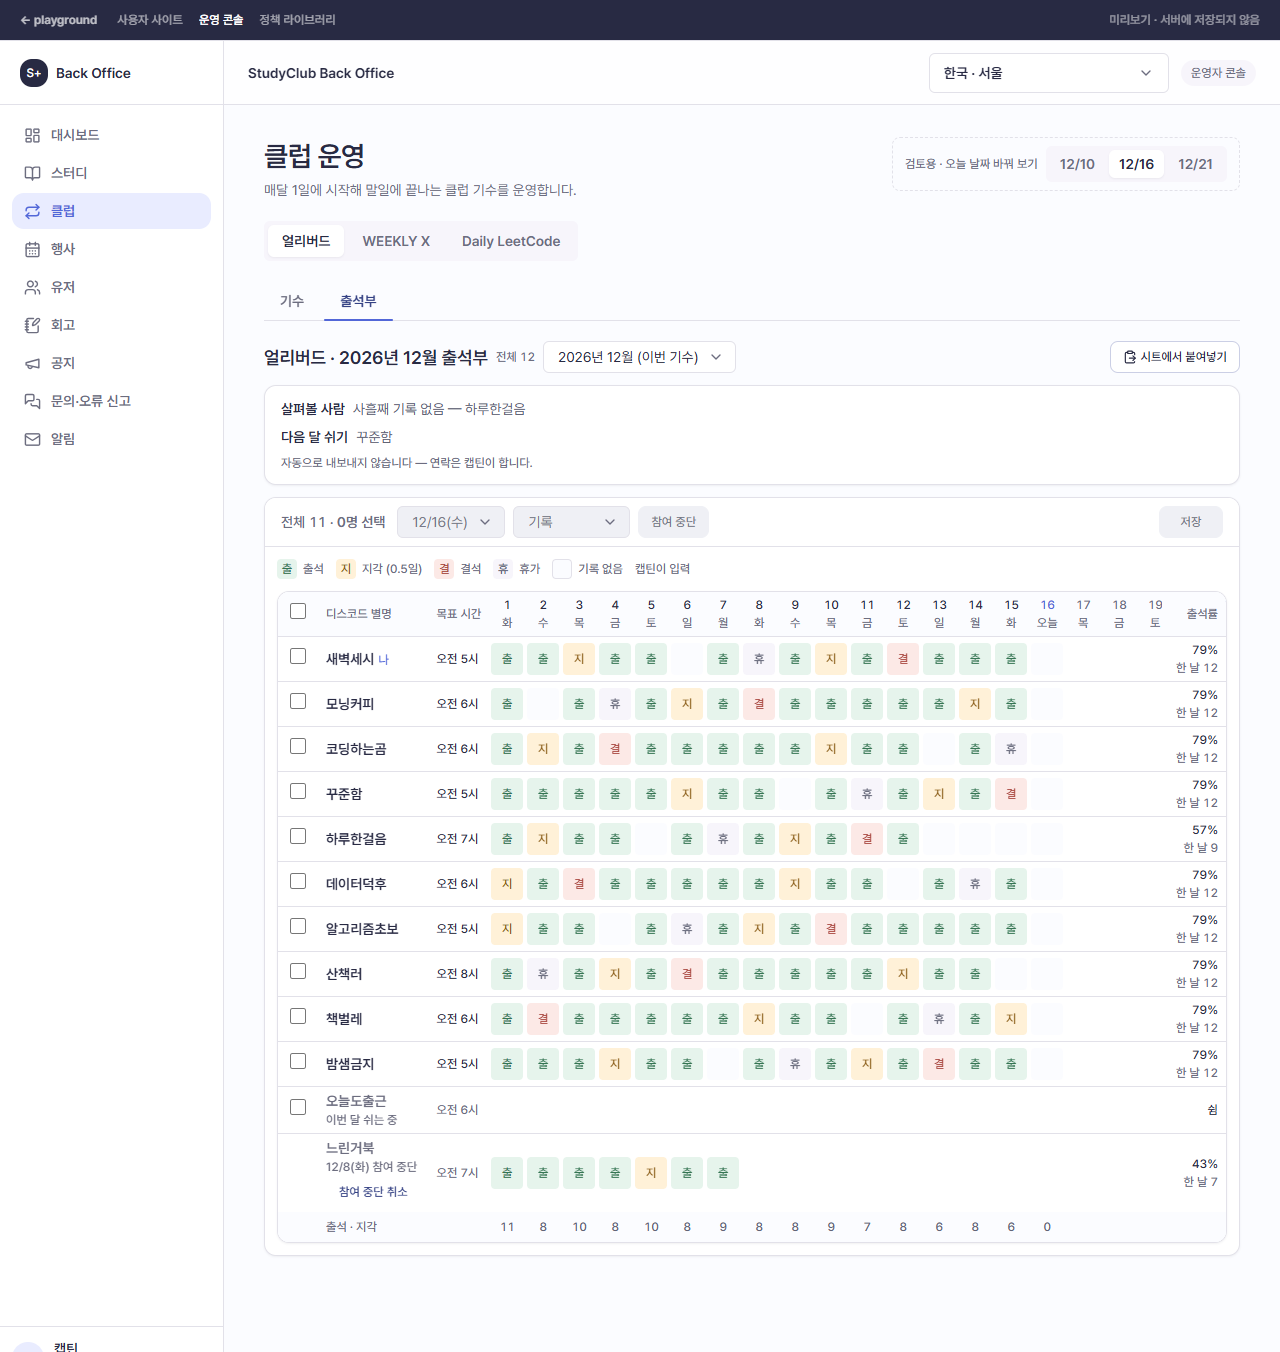 ← playground 사용자 사이트 운영 콘솔 정책 라이브러리 미리보기 · 서버에 저장되지 않음
S+ Back Office
StudyClub Back Office
한국 · 서울
운영자 콘솔
대시보드
스터디
클럽
행사
유저
회고
공지
문의·오류 신고
알림
캡틴
클럽 운영
매달 1일에 시작해 말일에 끝나는 클럽 기수를 운영합니다.
검토용 · 오늘 날짜 바꿔 보기 12/10 12/16 12/21
얼리버드 WEEKLY X Daily LeetCode
기수 출석부
얼리버드 · 2026년 12월 출석부 전체 12 2026년 12월 (이번 기수) 시트에서 붙여넣기
살펴볼 사람 사흘째 기록 없음 — 하루한걸음
다음 달 쉬기 꾸준함
자동으로 내보내지 않습니다 — 연락은 캡틴이 합니다.
전체 11 · 0명 선택 12/16(수) 기록 참여 중단 저장
출 출석 지 지각 (0.5일) 결 결석 휴 휴가 기록 없음 캡틴이 입력
디스코드 별명 목표 시간 1 2 3 4 5 6 7 8 9 10 11 12 13 14 15 16 17 18 19 출석률
화 수 목 금 토 일 월 화 수 목 금 토 일 월 화 오늘 목 금 토
새벽세시 나 오전 5시 출 출 지 출 출 출 휴 출 지 출 결 출 출 출 79%
한 날 12
모닝커피 오전 6시 출 출 휴 출 지 출 결 출 출 출 출 출 지 출 79%
한 날 12
코딩하는곰 오전 6시 출 지 출 결 출 출 출 출 출 지 출 출 출 휴 79%
한 날 12
꾸준함 오전 5시 출 출 출 출 출 지 출 출 출 휴 출 지 출 결 79%
한 날 12
하루한걸음 오전 7시 출 지 출 출 출 휴 출 지 출 결 출 57%
한 날 9
데이터덕후 오전 6시 지 출 결 출 출 출 출 출 지 출 출 출 휴 출 79%
한 날 12
알고리즘초보 오전 5시 지 출 출 출 휴 출 지 출 결 출 출 출 출 출 79%
한 날 12
산책러 오전 8시 출 휴 출 지 출 결 출 출 출 출 출 지 출 출 79%
한 날 12
책벌레 오전 6시 출 결 출 출 출 출 출 지 출 출 출 휴 출 지 79%
한 날 12
밤샘금지 오전 5시 출 출 출 지 출 출 출 휴 출 지 출 결 출 출 79%
한 날 12
오늘도출근 오전 6시 쉼
이번 달 쉬는 중
느린거북
12/8(화) 참여 중단 오전 7시 출 출 출 출 지 출 출 43%
한 날 7
참여 중단 취소
출석 · 지각 11 8 10 8 10 8 9 8 8 9 7 8 6 8 6 0